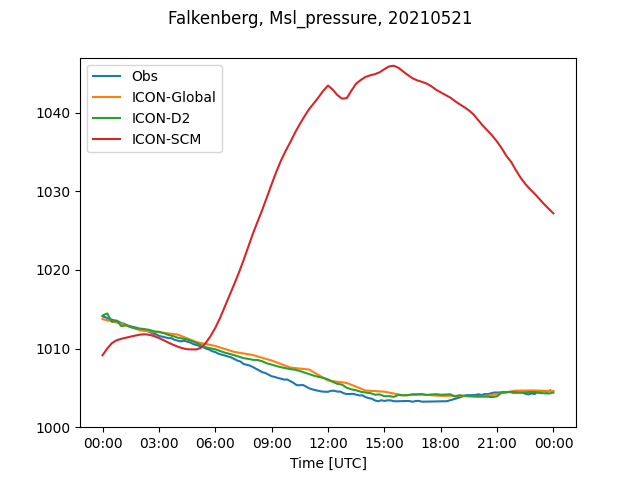 Falkenberg, Msl_pressure, 20210521
Obs
ICON-Global
ICON-D2
ICON-SCM
1040
1030
1020
1010
1000
00:00 03:00 06:00 09:00 12:00 15:00 18:00 21:00 00:00
Time [UTC]